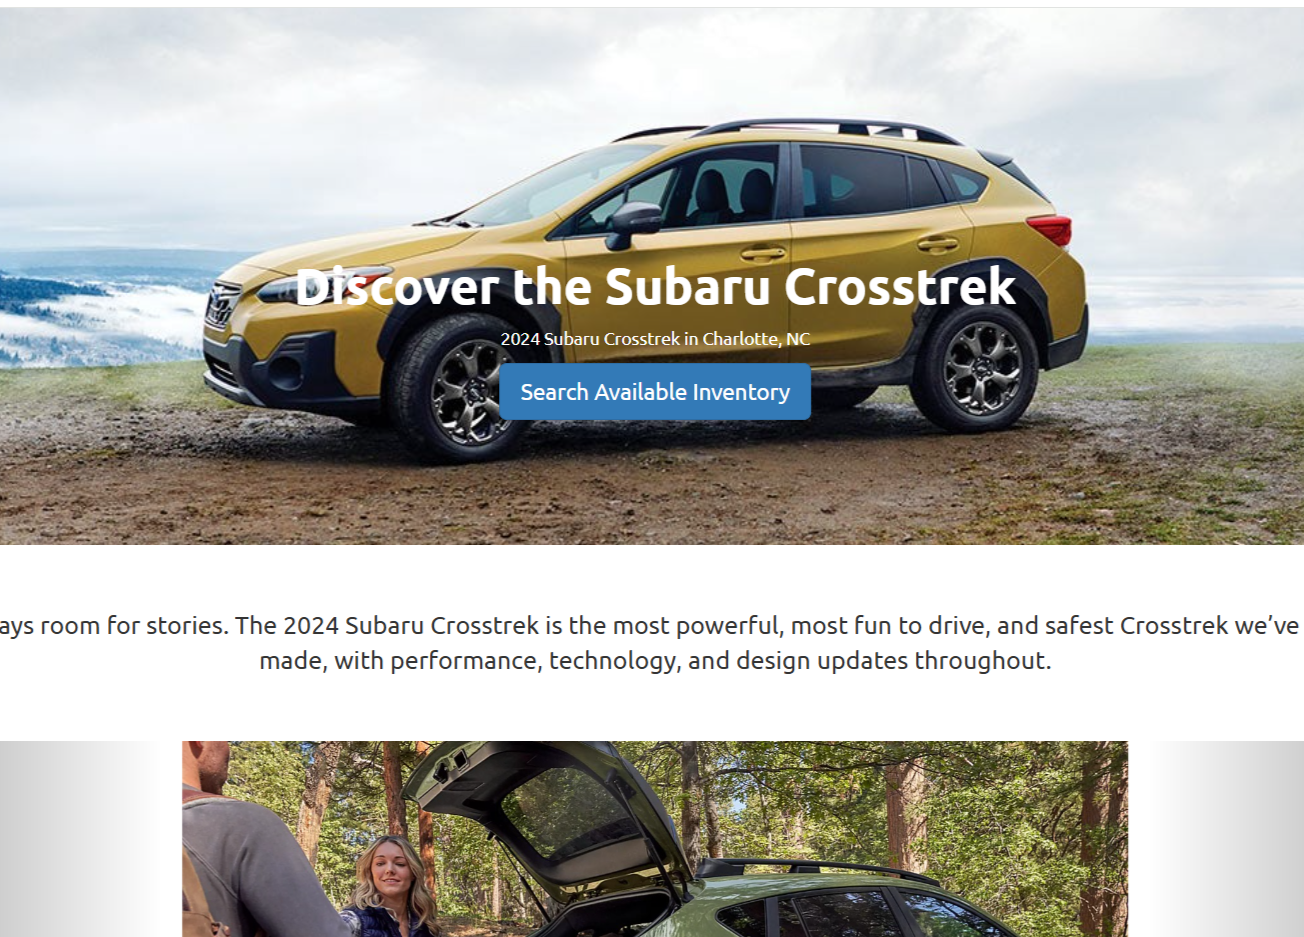 Discover the Subaru Crosstrek
2024 Subaru Crosstrek in Charlotte, NC
Search Available Inventory
ays room for stories. The 2024 Subaru Crosstrek is the most powerful, most fun to drive, and safest Crosstrek we’ve
made, with performance, technology, and design updates throughout.